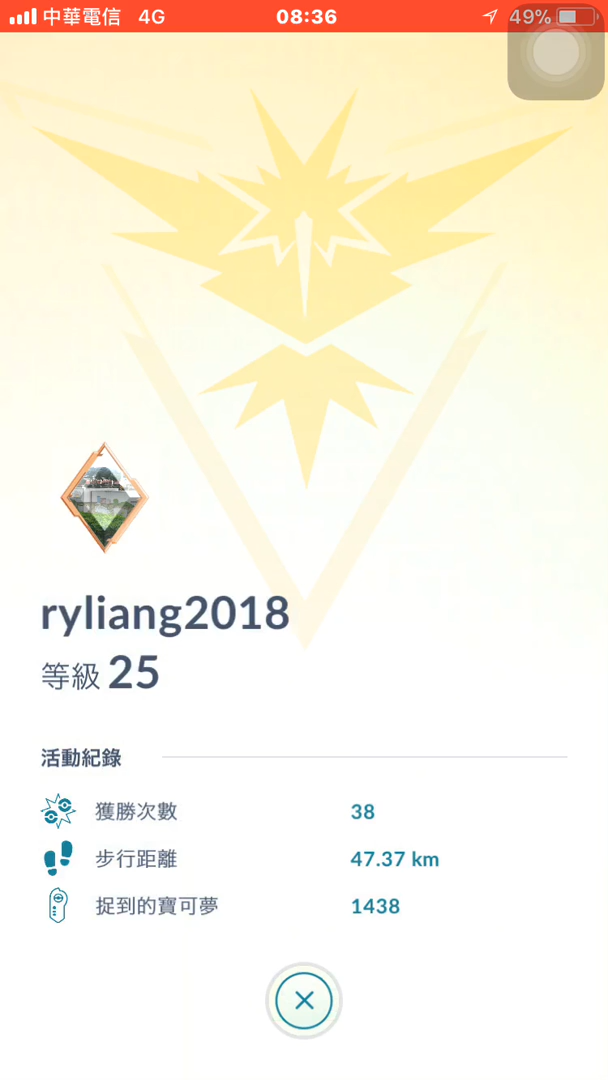 中華電信 4G 08:36 49%
ryliang2018
等級 25
活動紀錄
獲勝次數 38
步行距離 47.37 km
捉到的寶可夢 1438